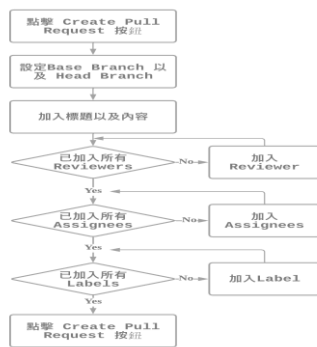 點擊 Create Pull
Request 按鈕
設定Base Branch 以
及 Head Branch
加入標題以及內容
已加入所有
Reviewers
No
加入
Reviewer
Yes
已加入所有
Assignees
No
加入
Assignees
Yes
已加入所有
Labels
No
加入Label
Yes
點擊 Create Pull
Request 按鈕